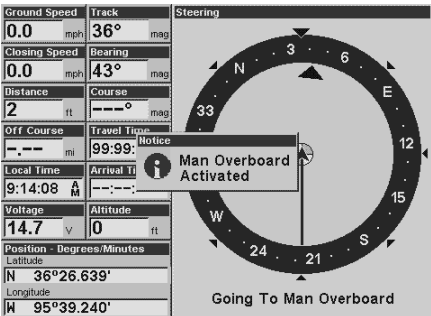 Ground Speed
0.0 mph
Track
36° mag
Steering
Closing Speed
0.0 mph
Bearing
43° mag
Distance
2 ft
Course
---° mag
Off Course
-.-- mi
Travel Time
99:99:
Notice
Man Overboard
Activated
Local Time
9:14:08 AM
Arrival Ti
--:--:
Voltage
14.7 V
Altitude
0 ft
Position - Degrees/Minutes
Latitude
N 36°26.639'
Longitude
W 95°39.240'
N 3 6 E 12 15 S 21 24 W 33
Going To Man Overboard